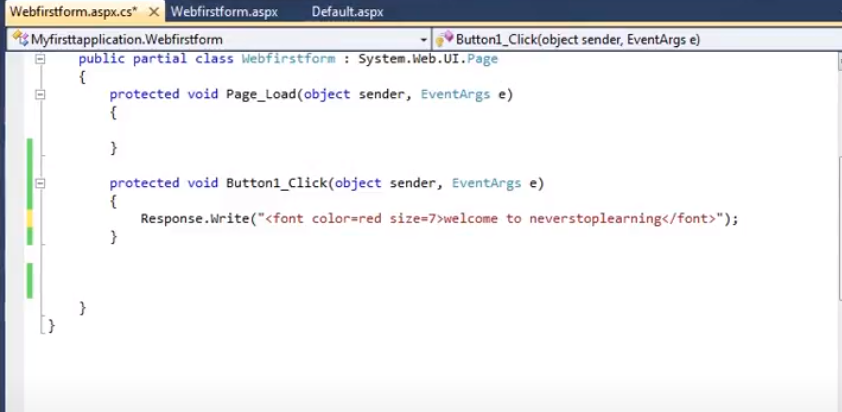 Webfirstform.aspx.cs* × Webfirstform.aspx Default.aspx
Myfirsttapplication.Webfirstform Button1_Click(object sender, EventArgs e)
public partial class Webfirstform : System.Web.UI.Page
{
protected void Page_Load(object sender, EventArgs e)
{
}
protected void Button1_Click(object sender, EventArgs e)
{
Response.Write("<font color=red size=7>welcome to neverstoplearning</font>");
}
}
}